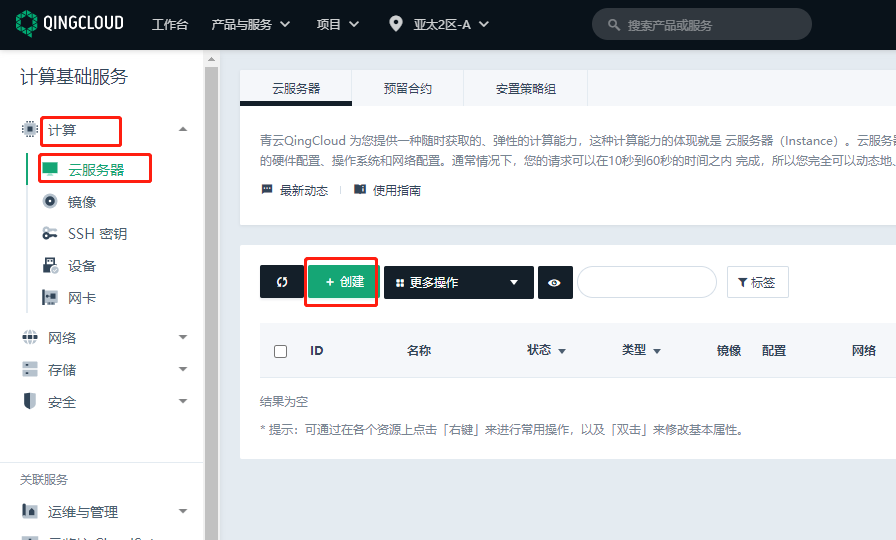 QINGCLOUD 工作台 产品与服务 项目 亚太2区-A 搜索产品或服务
计算基础服务
计算
云服务器
镜像
SSH 密钥
设备
网卡
网络
存储
安全
关联服务
运维与管理
云服务器 预留合约 安置策略组
青云QingCloud 为您提供一种随时获取的、弹性的计算能力，这种计算能力的体现就是 云服务器（Instance）。云服务
的硬件配置、操作系统和网络配置。通常情况下，您的请求可以在10秒到60秒的时间之内 完成，所以您完全可以动态地、
最新动态 使用指南
+ 创建 更多操作 标签
ID 名称 状态 类型 镜像 配置 网络
结果为空
* 提示：可通过在各个资源上点击「右键」来进行常用操作，以及「双击」来修改基本属性。